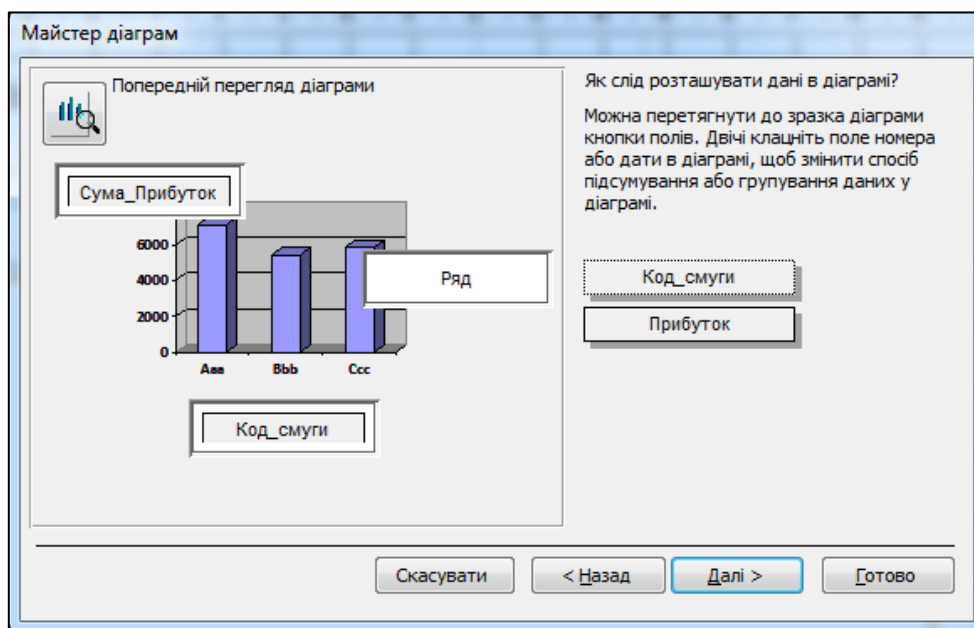 Майстер діаграм
Попередній перегляд діаграми
Сума_Прибуток
6000
4000
2000
0
Aaa
Bbb
Ccc
Ряд
Код_смуги
Як слід розташувати дані в діаграмі?
Можна перетягнути до зразка діаграми
кнопки полів. Двічі клацніть поле номера
або дати в діаграмі, щоб змінити спосіб
підсумування або групування даних у
діаграмі.
Код_смуги
Прибуток
Скасувати
< Назад
Далі >
Готово